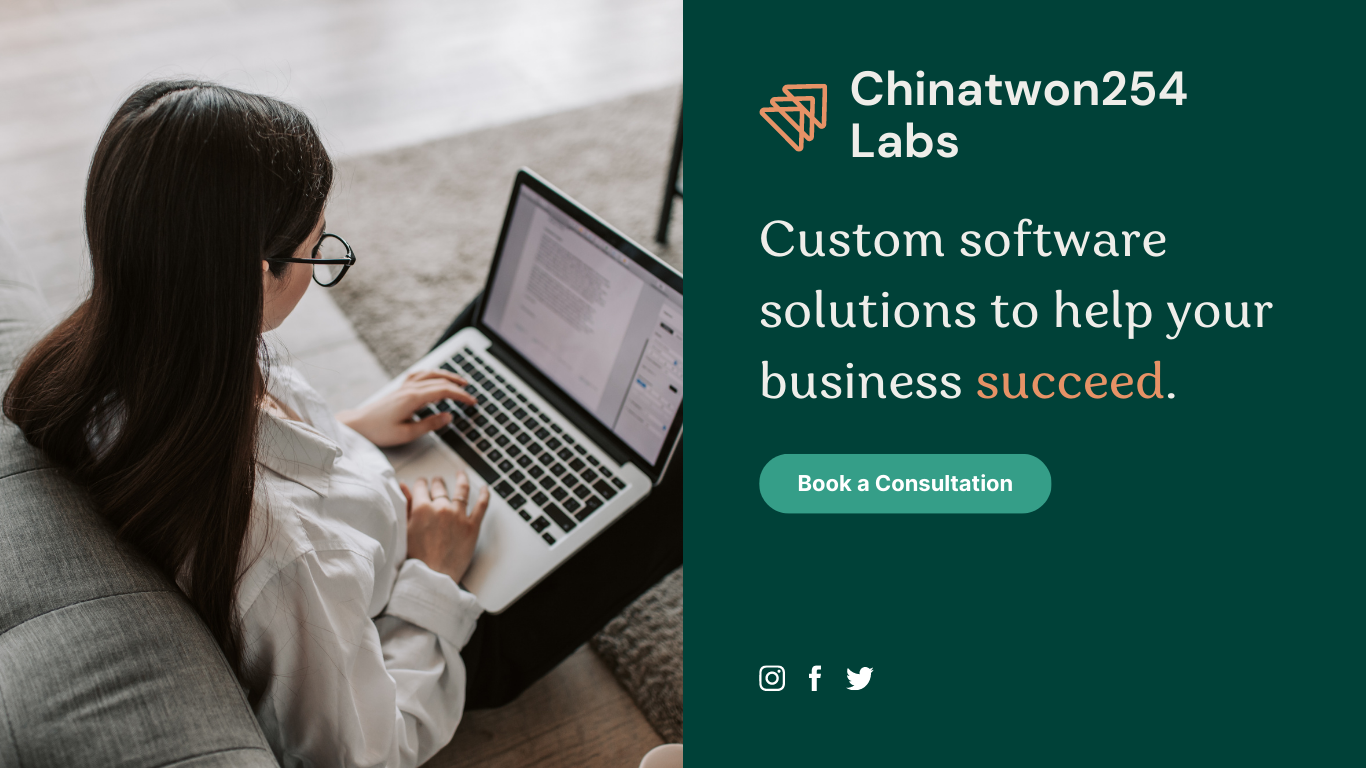 Chinatwon254
Labs
Custom software
solutions to help your
business succeed.
Book a Consultation